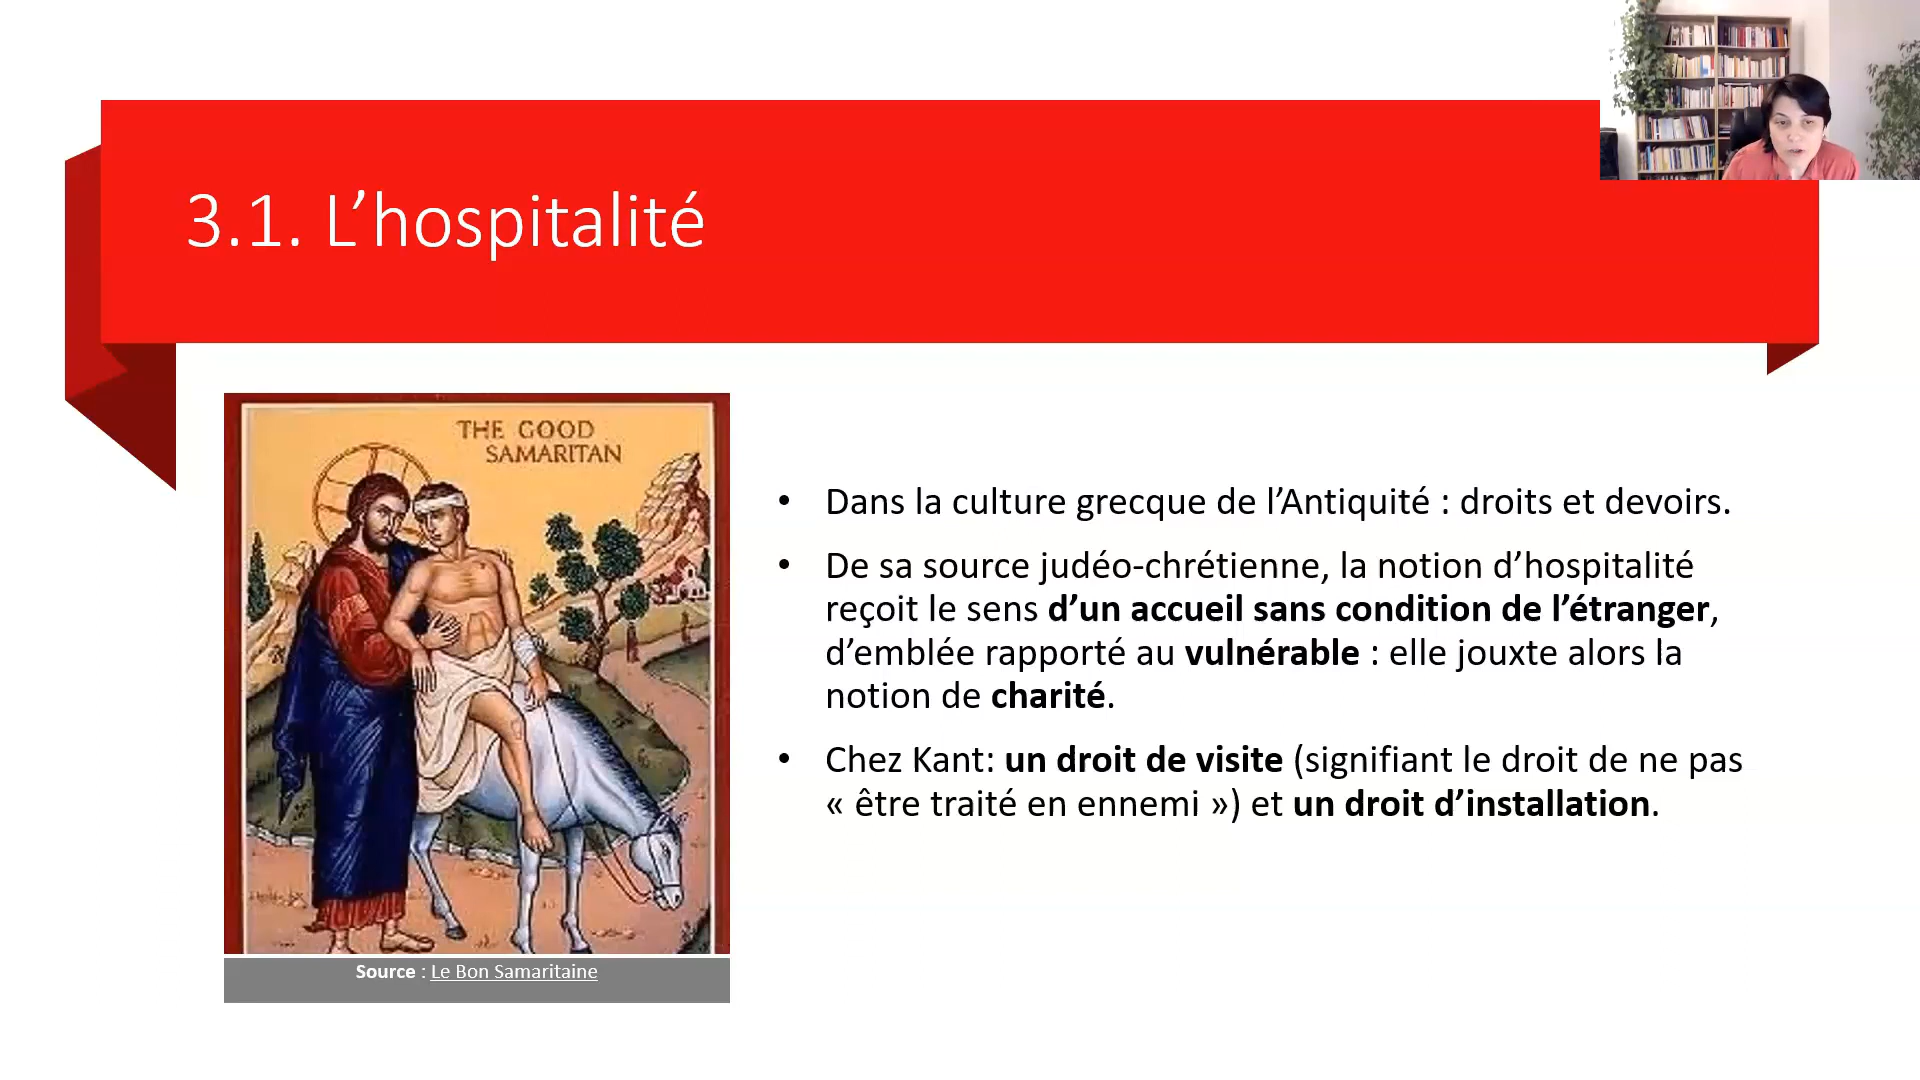 3.1. L’hospitalité
THE GOOD
SAMARITAN
Source : Le Bon Samaritaine
• Dans la culture grecque de l’Antiquité : droits et devoirs.
• De sa source judéo-chrétienne, la notion d’hospitalité
reçoit le sens d’un accueil sans condition de l’étranger,
d’emblée rapporté au vulnérable : elle jouxte alors la
notion de charité.
• Chez Kant: un droit de visite (signifiant le droit de ne pas
« être traité en ennemi ») et un droit d’installation.